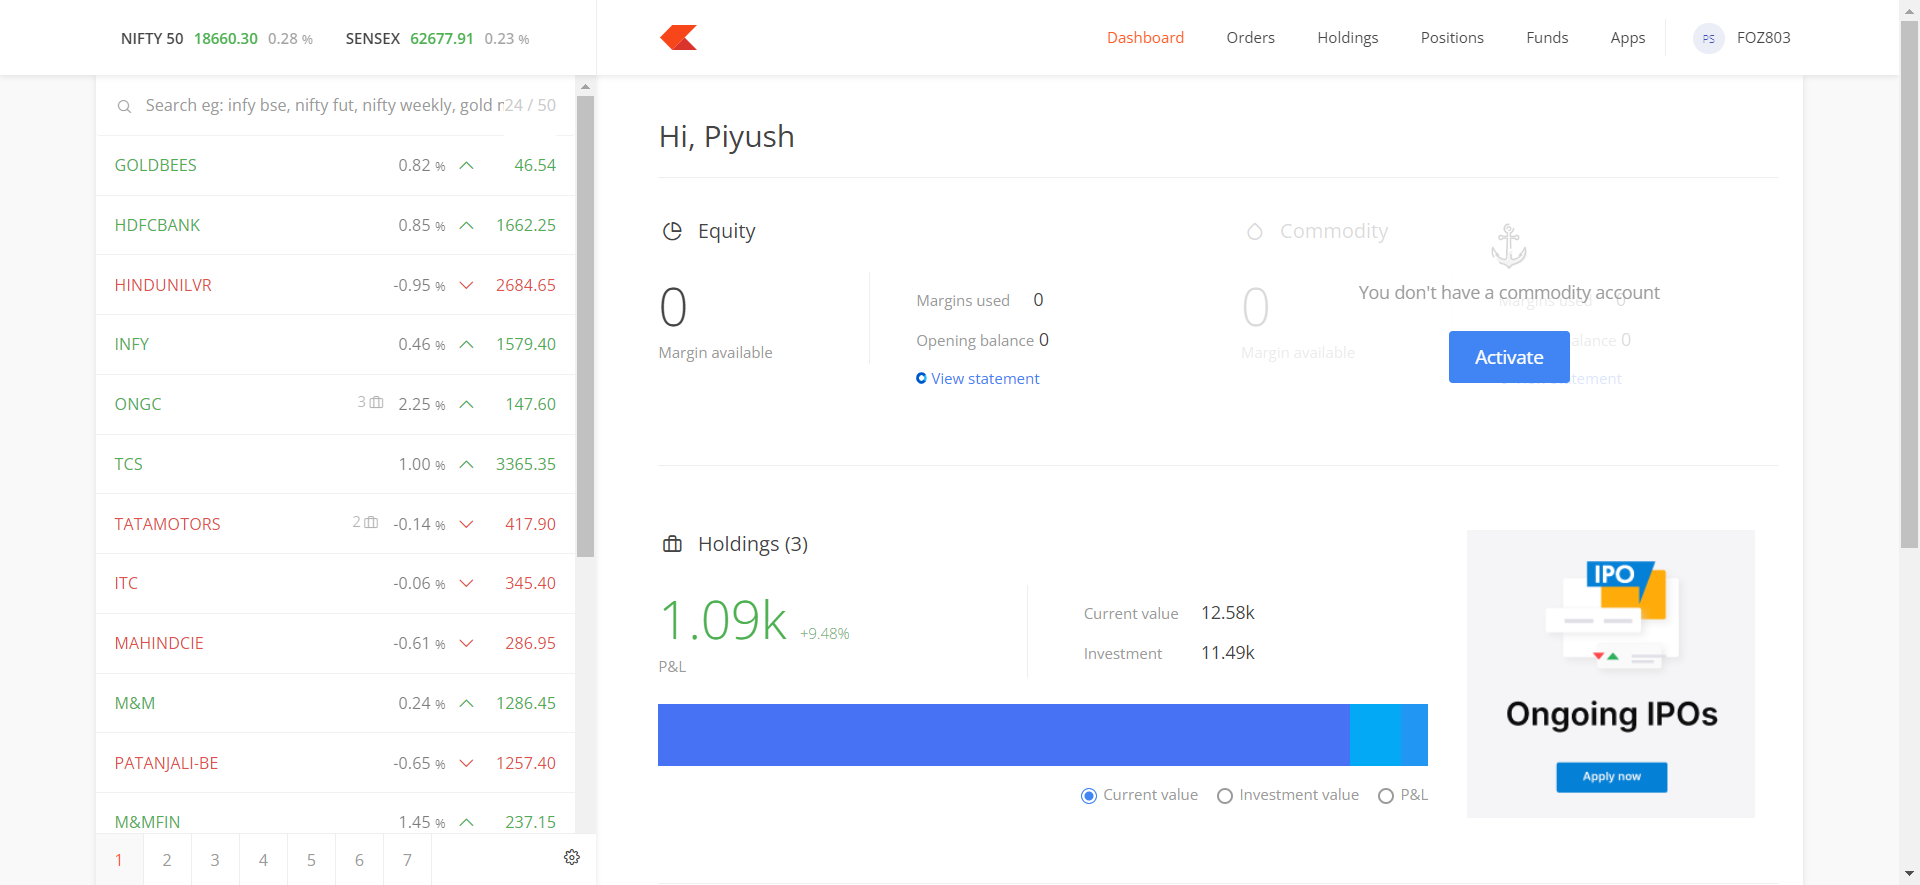 NIFTY 50 18660.30 0.28 % SENSEX 62677.91 0.23 %
Dashboard Orders Holdings Positions Funds Apps PS FOZ803
Search eg: infy bse, nifty fut, nifty weekly, gold 24 / 50
GOLDBEES 0.82 % 46.54
HDFCBANK 0.85 % 1662.25
HINDUNILVR -0.95 % 2684.65
INFY 0.46 % 1579.40
ONGC 3 2.25 % 147.60
TCS 1.00 % 3365.35
TATAMOTORS 2 -0.14 % 417.90
ITC -0.06 % 345.40
MAHINDCIE -0.61 % 286.95
M&M 0.24 % 1286.45
PATANJALI-BE -0.65 % 1257.40
M&MFIN 1.45 % 237.15
1 2 3 4 5 6 7
Hi, Piyush
Equity
0
Margin available
Margins used 0
Opening balance 0
View statement
Commodity
0
Margin available
Margins used 0
alance 0
tement
You don't have a commodity account
Activate
Holdings (3)
1.09k +9.48%
P&L
Current value 12.58k
Investment 11.49k
Current value Investment value P&L
IPO
Ongoing IPOs
Apply now